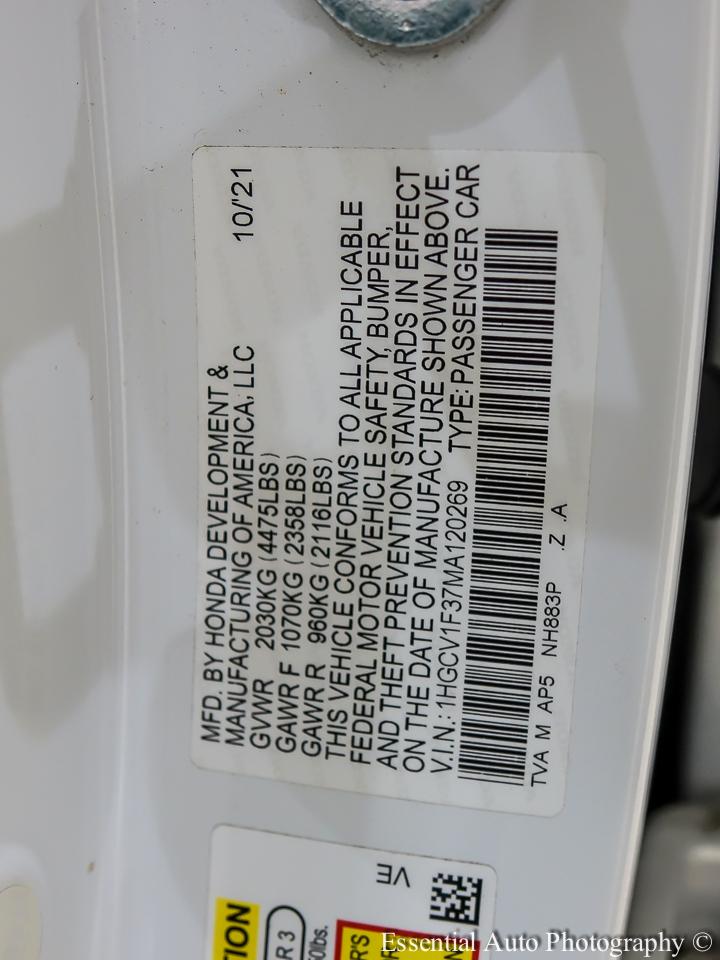 MFD. BY HONDA DEVELOPMENT &
MANUFACTURING OF AMERICA, LLC 10/'21
GVWR 2030KG (4475LBS)
GAWR F 1070KG (2358LBS)
GAWR R 960KG (2116LBS)
THIS VEHICLE CONFORMS TO ALL APPLICABLE
FEDERAL MOTOR VEHICLE SAFETY, BUMPER,
AND THEFT PREVENTION STANDARDS IN EFFECT
ON THE DATE OF MANUFACTURE SHOWN ABOVE.
V.I.N.: 1HGCV1F37MA120269 TYPE: PASSENGER CAR
TVA M AP5 NH883P .Z .A
VE
Essential Auto Photography ©